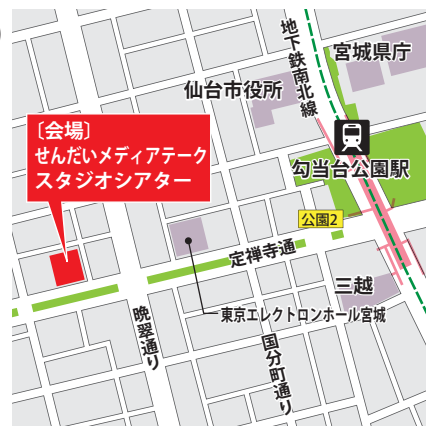 地下鉄南北線
宮城県庁
仙台市役所
〔会場〕
せんだいメディアテーク
スタジオシアター
勾当台公園駅
公園2
定禅寺通
三越
東京エレクトロンホール宮城
晩翠通り
国分町通り